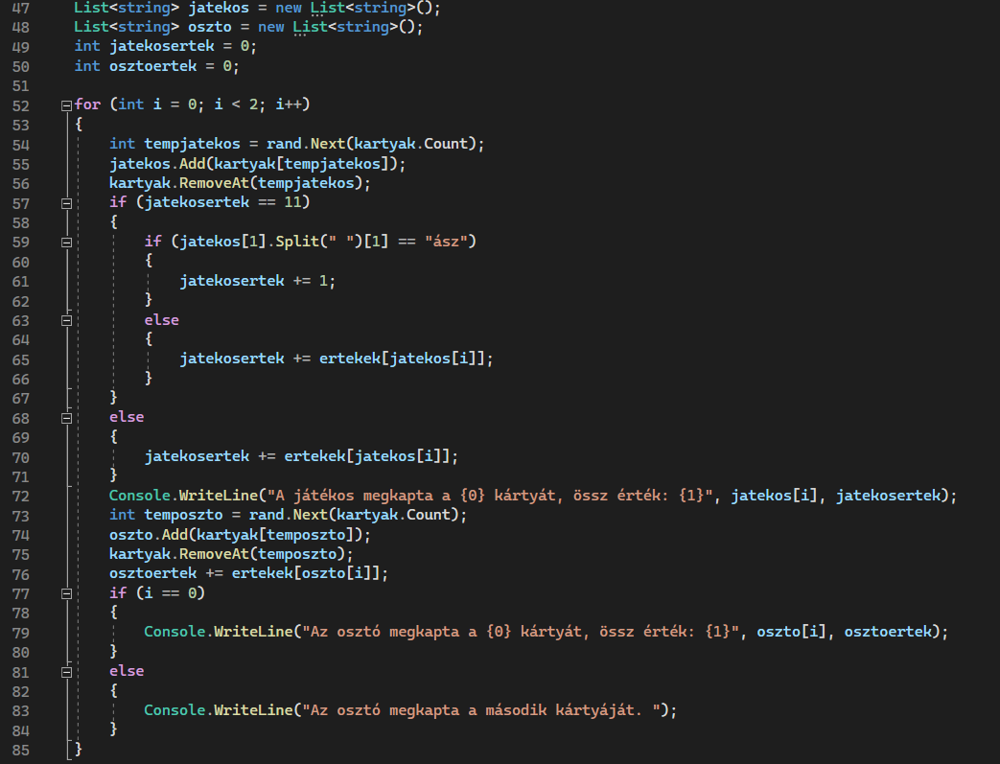 47 List<string> jatekos = new List<string>();
48 List<string> oszto = new List<string>();
49 int jatekosertek = 0;
50 int osztoertek = 0;
51
52 for (int i = 0; i < 2; i++)
53 {
54 int tempjatekos = rand.Next(kartyak.Count);
55 jatekos.Add(kartyak[tempjatekos]);
56 kartyak.RemoveAt(tempjatekos);
57 if (jatekosertek == 11)
58 {
59 if (jatekos[1].Split(" ")[1] == "ász")
60 {
61 jatekosertek += 1;
62 }
63 else
64 {
65 jatekosertek += ertekek[jatekos[i]];
66 }
67 }
68 else
69 {
70 jatekosertek += ertekek[jatekos[i]];
71 }
72 Console.WriteLine("A játékos megkapta a {0} kártyát, össz érték: {1}", jatekos[i], jatekosertek);
73 int temposzto = rand.Next(kartyak.Count);
74 oszto.Add(kartyak[temposzto]);
75 kartyak.RemoveAt(temposzto);
76 osztoertek += ertekek[oszto[i]];
77 if (i == 0)
78 {
79 Console.WriteLine("Az osztó megkapta a {0} kártyát, össz érték: {1}", oszto[i], osztoertek);
80 }
81 else
82 {
83 Console.WriteLine("Az osztó megkapta a második kártyáját. ");
84 }
85 }